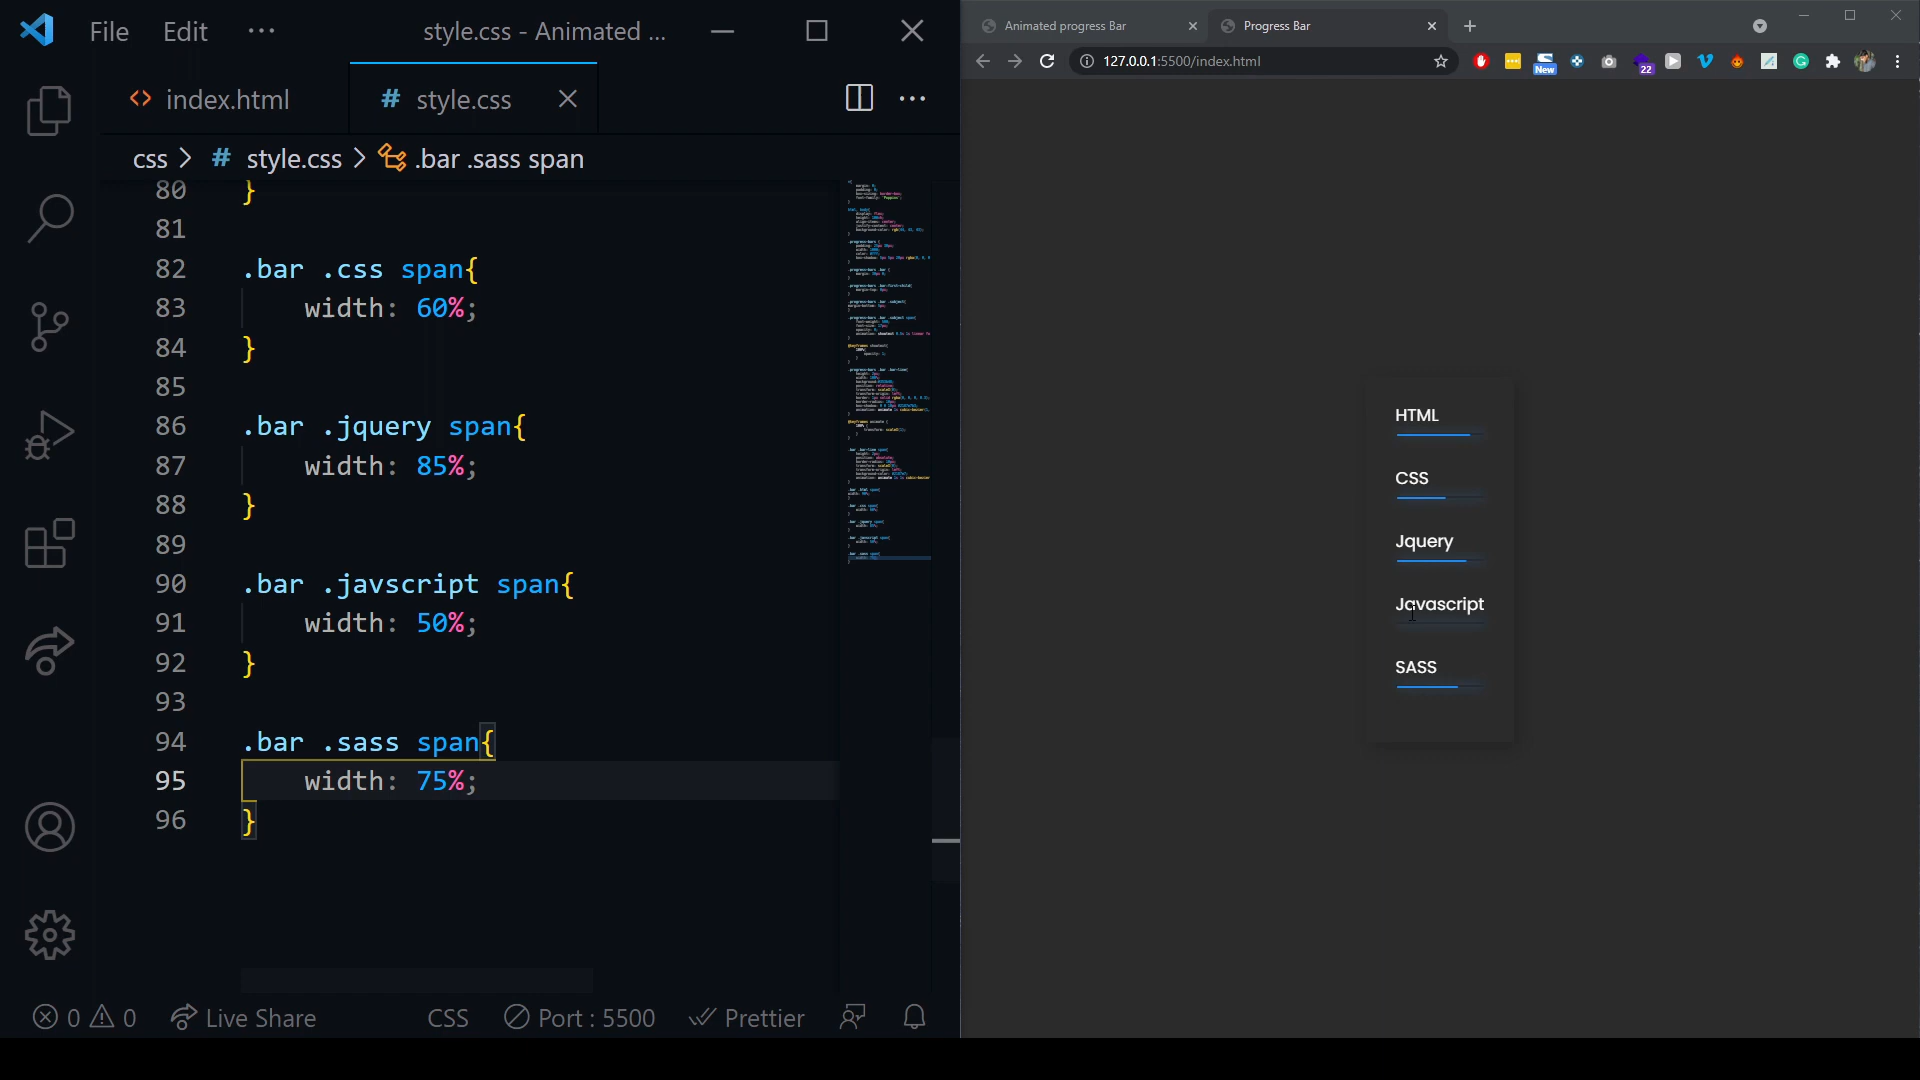 File Edit ··· style.css - Animated ...
index.html
# style.css
css > # style.css > .bar .sass span
80 }
81
82 .bar .css span{
83 width: 60%;
84 }
85
86 .bar .jquery span{
87 width: 85%;
88 }
89
90 .bar .javscript span{
91 width: 50%;
92 }
93
94 .bar .sass span{
95 width: 75%;
96 }
0 0 Live Share CSS Port : 5500 Prettier
Animated progress Bar
Progress Bar
127.0.0.1:5500/index.html
New
22
HTML
CSS
Jquery
Javascript
SASS